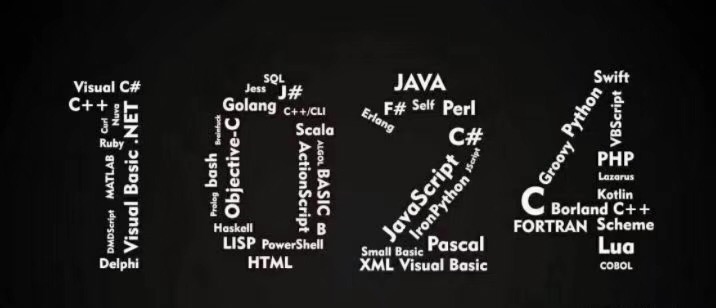 Visual C#
C++
Curl
Nuva
Ruby
MATLAB
DMDScript
Visual Basic .NET
Delphi
SQL
Jess
J#
Golang
C++/CLI
Brainfuck
Scala
bash
Prolog
Objective-C
ActionScript
ALGOL
BASIC
Haskell
B
LISP
PowerShell
HTML
JAVA
Erlang
F#
Self
Perl
C#
JavaScript
IronPython
JScript
Small Basic
Pascal
XML
Visual Basic
Swift
Python
Groovy
VBScript
PHP
Lazarus
Kotlin
C
Borland C++
FORTRAN
Scheme
Lua
COBOL